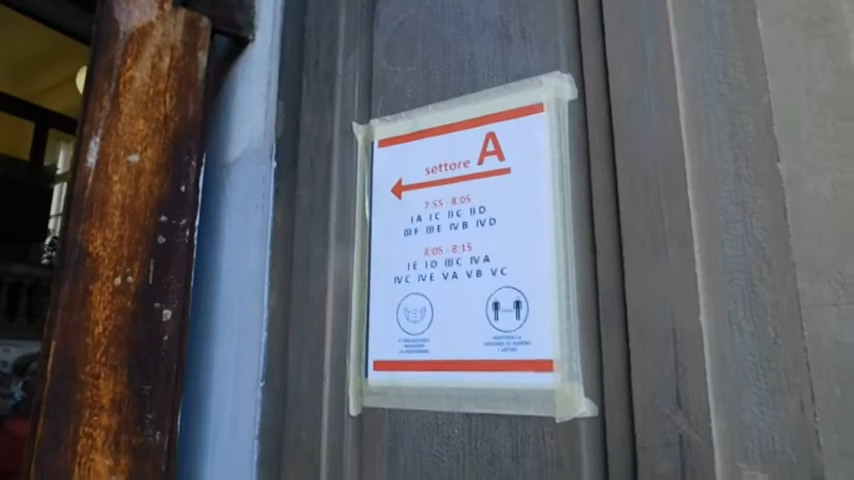 settore A
7:55 - 8:05
IA IC IIC IID
IIIF IIIE IVB IVD
8:05 - 8:15
IE ID IIIC IVA
IVC IVE VA VB VC